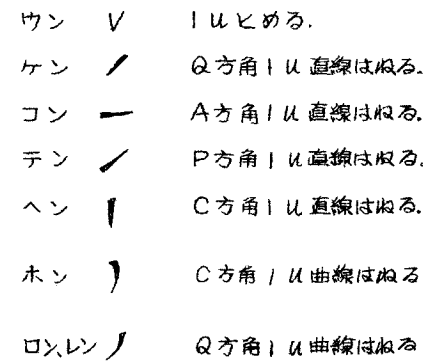 ウン 1uとめる.
ケン Q方角1u直線はねる.
コン A方角1u直線はねる.
テン P方角1u直線はねる.
ヘン C方角1u直線はねる.
ホン C方角1u曲線はねる
ロン、レン Q方角1u曲線はねる